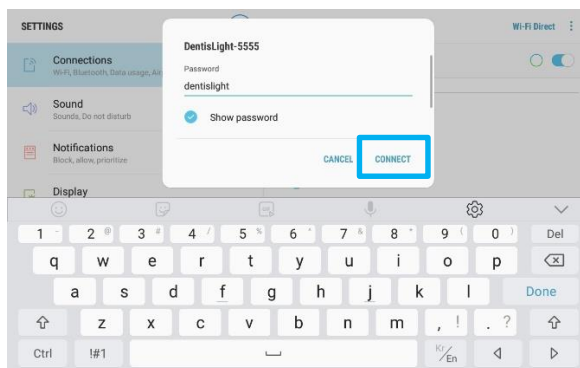 SETTINGS
Wi-Fi Direct
DentisLight-5555
Password
dentislight
Show password
CANCEL
CONNECT
Connections
Wi-Fi, Bluetooth, Data usage, Air
Sound
Sounds, Do not disturb
Notifications
Block, allow, prioritize
Display
1 - 2 @ 3 # 4 / 5 % 6 ^ 7 & 8 * 9 ( 0 ) Del
q w e r t y u i o p
a s d f g h j k l Done
z x c v b n m , ! . ?
Ctrl !#1 Kr/En